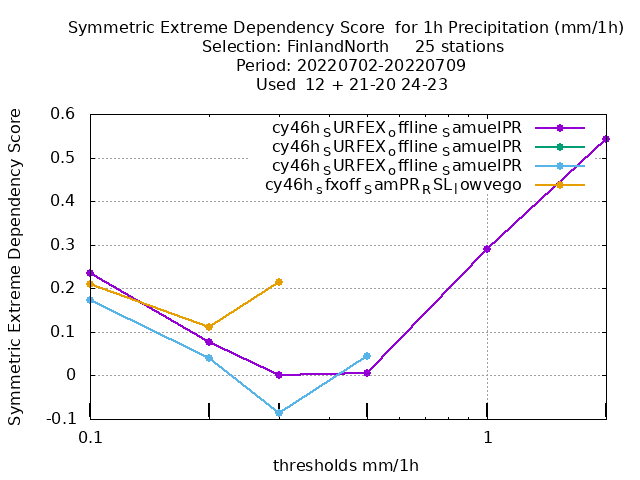 Symmetric Extreme Dependency Score  for 1h Precipitation (mm/1h)
Selection: FinlandNorth     25 stations
Period: 20220702-20220709
Used  12 + 21-20 24-23
cy46h_SURFEX_offline_SamuelPR
cy46h_SURFEX_offline_SamuelPR
cy46h_SURFEX_offline_SamuelPR
cy46h_sfxoff_SamPR_RSL_lowvego
Symmetric Extreme Dependency Score
0.6
0.5
0.4
0.3
0.2
0.1
0
-0.1
0.1
1
thresholds mm/1h